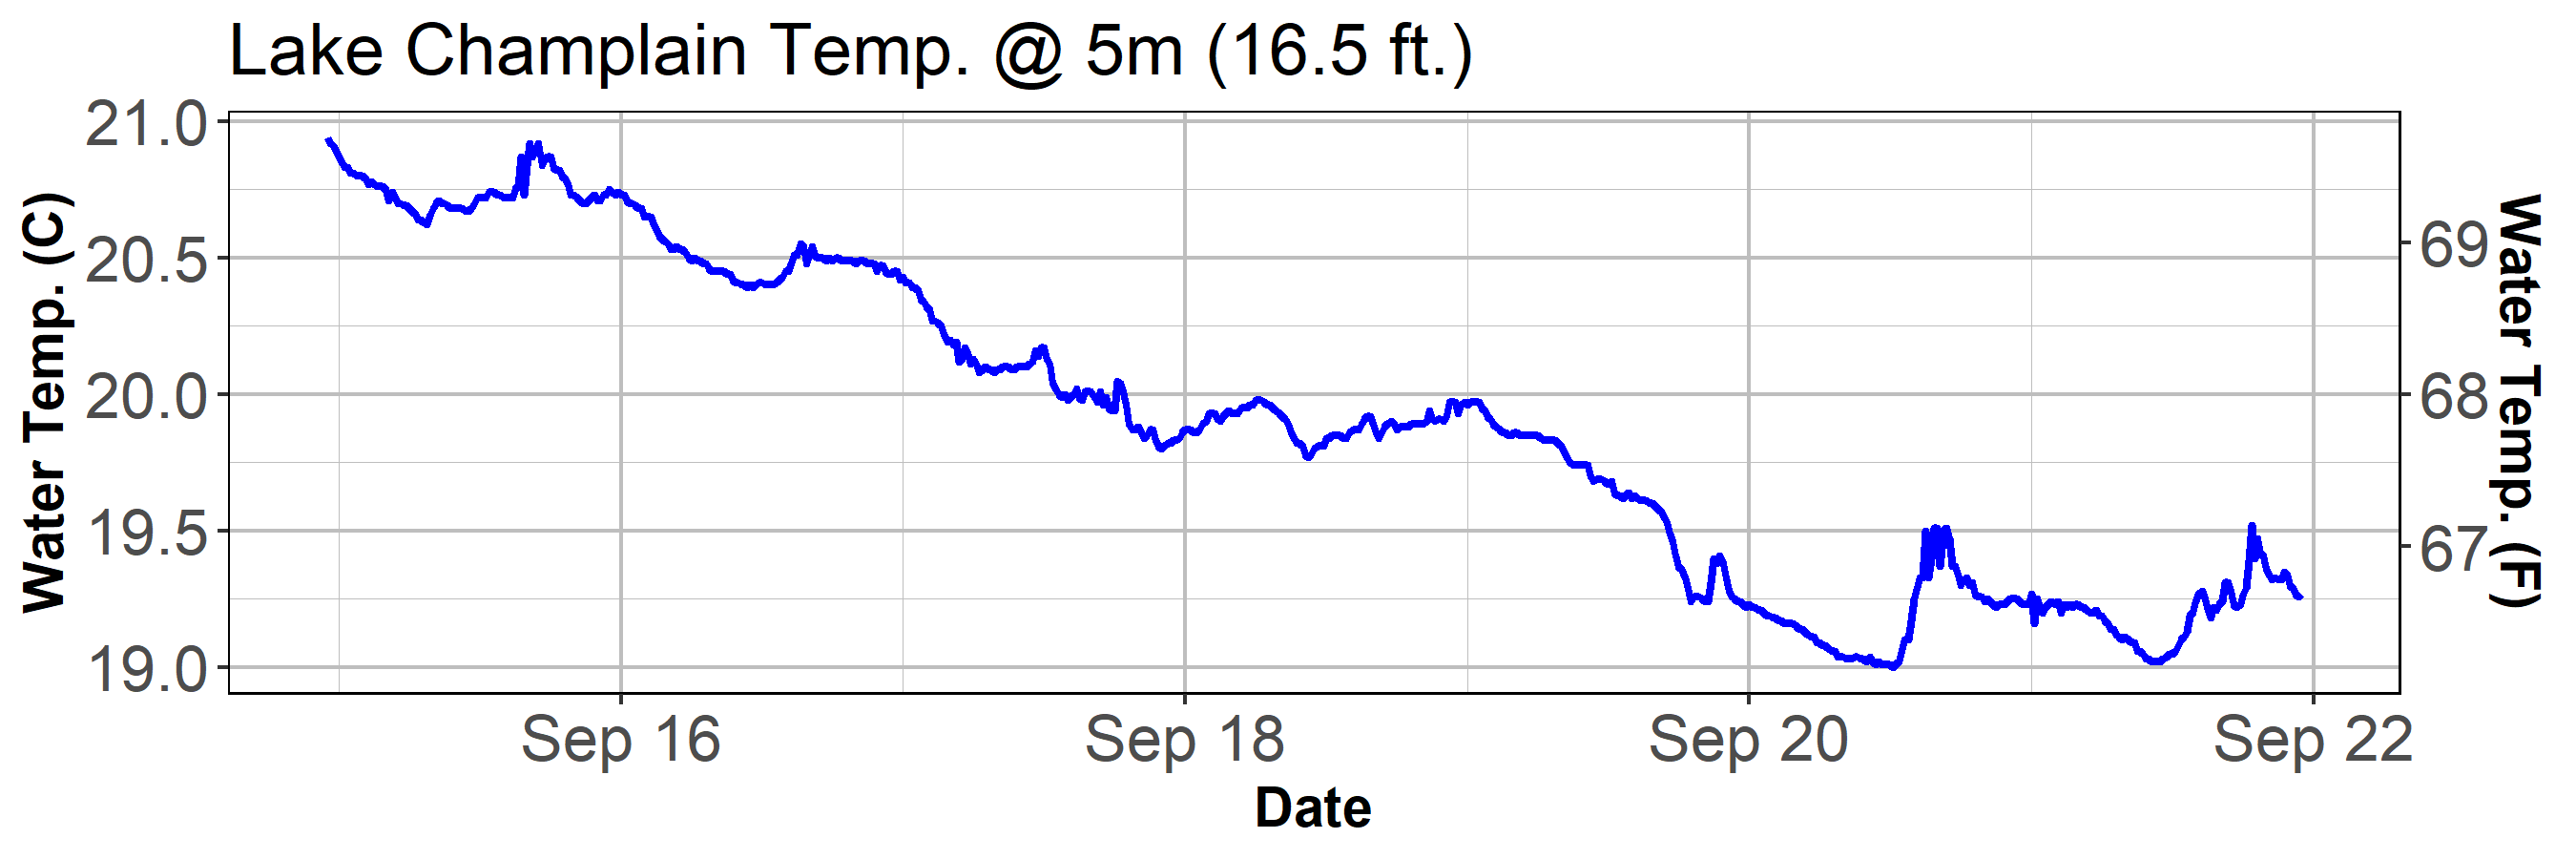 Lake Champlain Temp. @ 5m (16.5 ft.)
Water Temp. (C)
21.0
20.5
20.0
19.5
19.0
69
68
67
Water Temp. (F)
Sep 16 Sep 18 Sep 20 Sep 22
Date